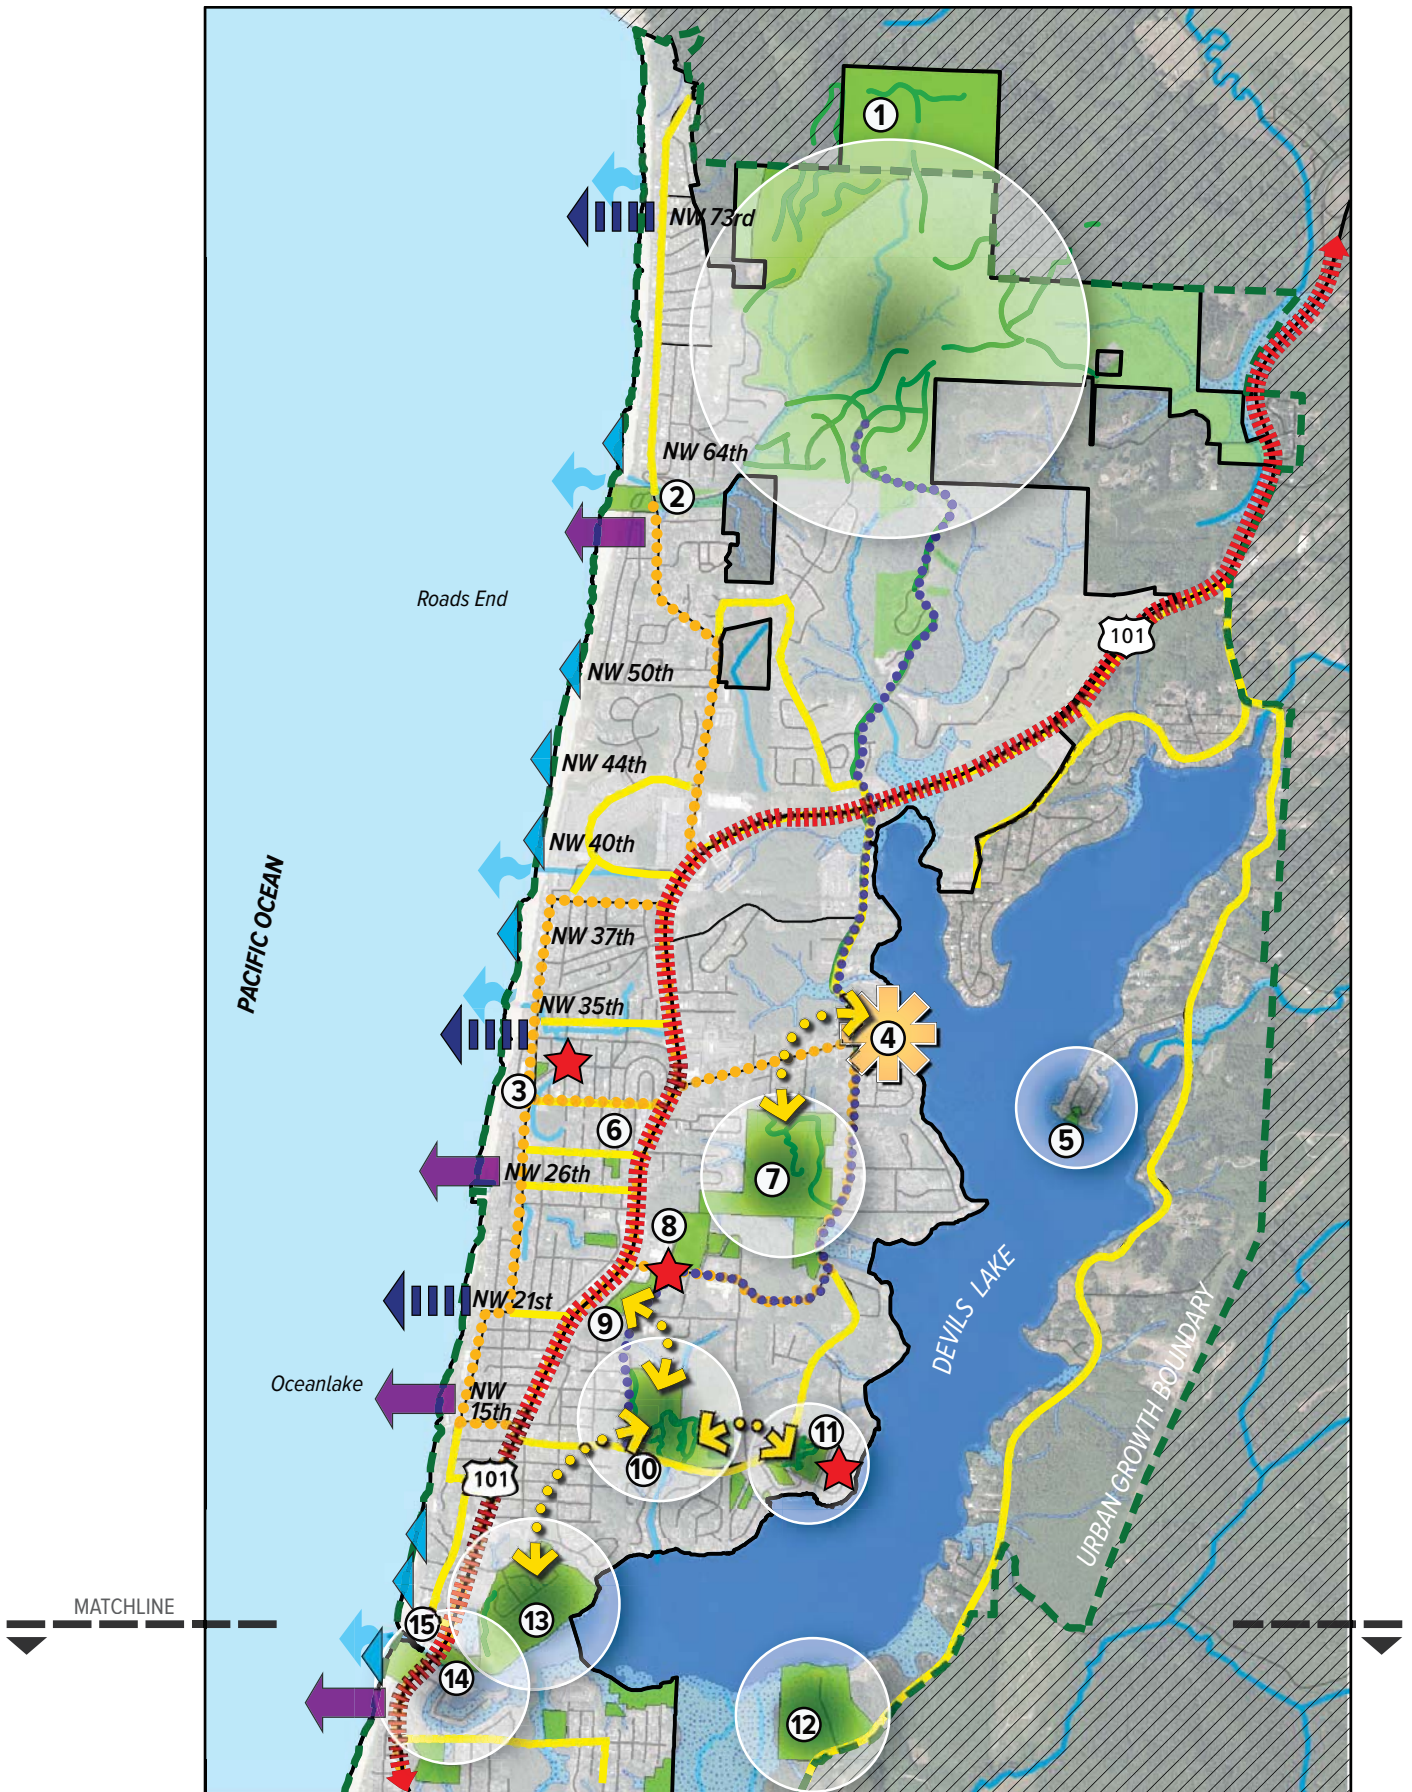 1
NW 73rd
NW 64th
2
Roads End
101
NW 50th
NW 44th
NW 40th
PACIFIC OCEAN
NW 37th
NW 35th
4
3
6
5
NW 26th
7
8
NW 21st
9
DEVILS LAKE
URBAN GROWTH BOUNDARY
Oceanlake
NW
15th
11
10
101
MATCHLINE
15
13
14
12